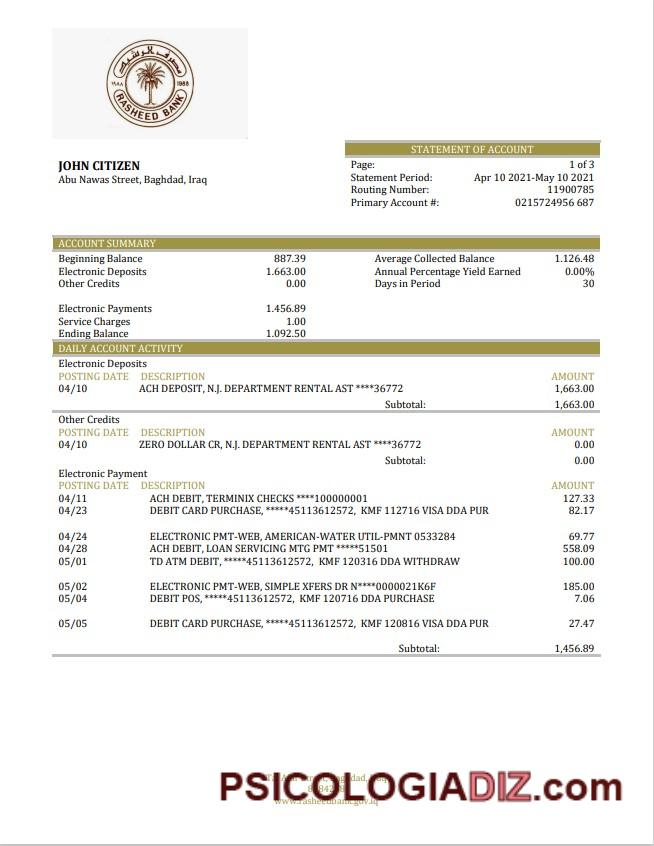 مصرف الرشيد
١٩٨٨ 1988
RASHEED BANK
STATEMENT OF ACCOUNT
JOHN CITIZEN
Abu Nawas Street, Baghdad, Iraq
Page: 1 of 3
Statement Period: Apr 10 2021-May 10 2021
Routing Number: 11900785
Primary Account #: 0215724956 687
ACCOUNT SUMMARY
Beginning Balance 887.39 Average Collected Balance 1.126.48
Electronic Deposits 1.663.00 Annual Percentage Yield Earned 0.00%
Other Credits 0.00 Days in Period 30
Electronic Payments 1.456.89
Service Charges 1.00
Ending Balance 1.092.50
DAILY ACCOUNT ACTIVITY
Electronic Deposits
POSTING DATE DESCRIPTION AMOUNT
04/10 ACH DEPOSIT, N.J. DEPARTMENT RENTAL AST ****36772 1,663.00
Subtotal: 1,663.00
Other Credits
POSTING DATE DESCRIPTION AMOUNT
04/10 ZERO DOLLAR CR, N.J. DEPARTMENT RENTAL AST ****36772 0.00
Subtotal: 0.00
Electronic Payment
POSTING DATE DESCRIPTION AMOUNT
04/11 ACH DEBIT, TERMINIX CHECKS ****100000001 127.33
04/23 DEBIT CARD PURCHASE, *****45113612572, KMF 112716 VISA DDA PUR 82.17
04/24 ELECTRONIC PMT-WEB, AMERICAN-WATER UTIL-PMNT 0533284 69.77
04/28 ACH DEBIT, LOAN SERVICING MTG PMT *****51501 558.09
05/01 TD ATM DEBIT, *****45113612572, KMF 120316 DDA WITHDRAW 100.00
05/02 ELECTRONIC PMT-WEB, SIMPLE XFERS DR N****0000021K6F 185.00
05/04 DEBIT POS, *****45113612572, KMF 120716 DDA PURCHASE 7.06
05/05 DEBIT CARD PURCHASE, *****45113612572, KMF 120816 VISA DDA PUR 27.47
Subtotal: 1,456.89
PSICOLOGIADIZ.com